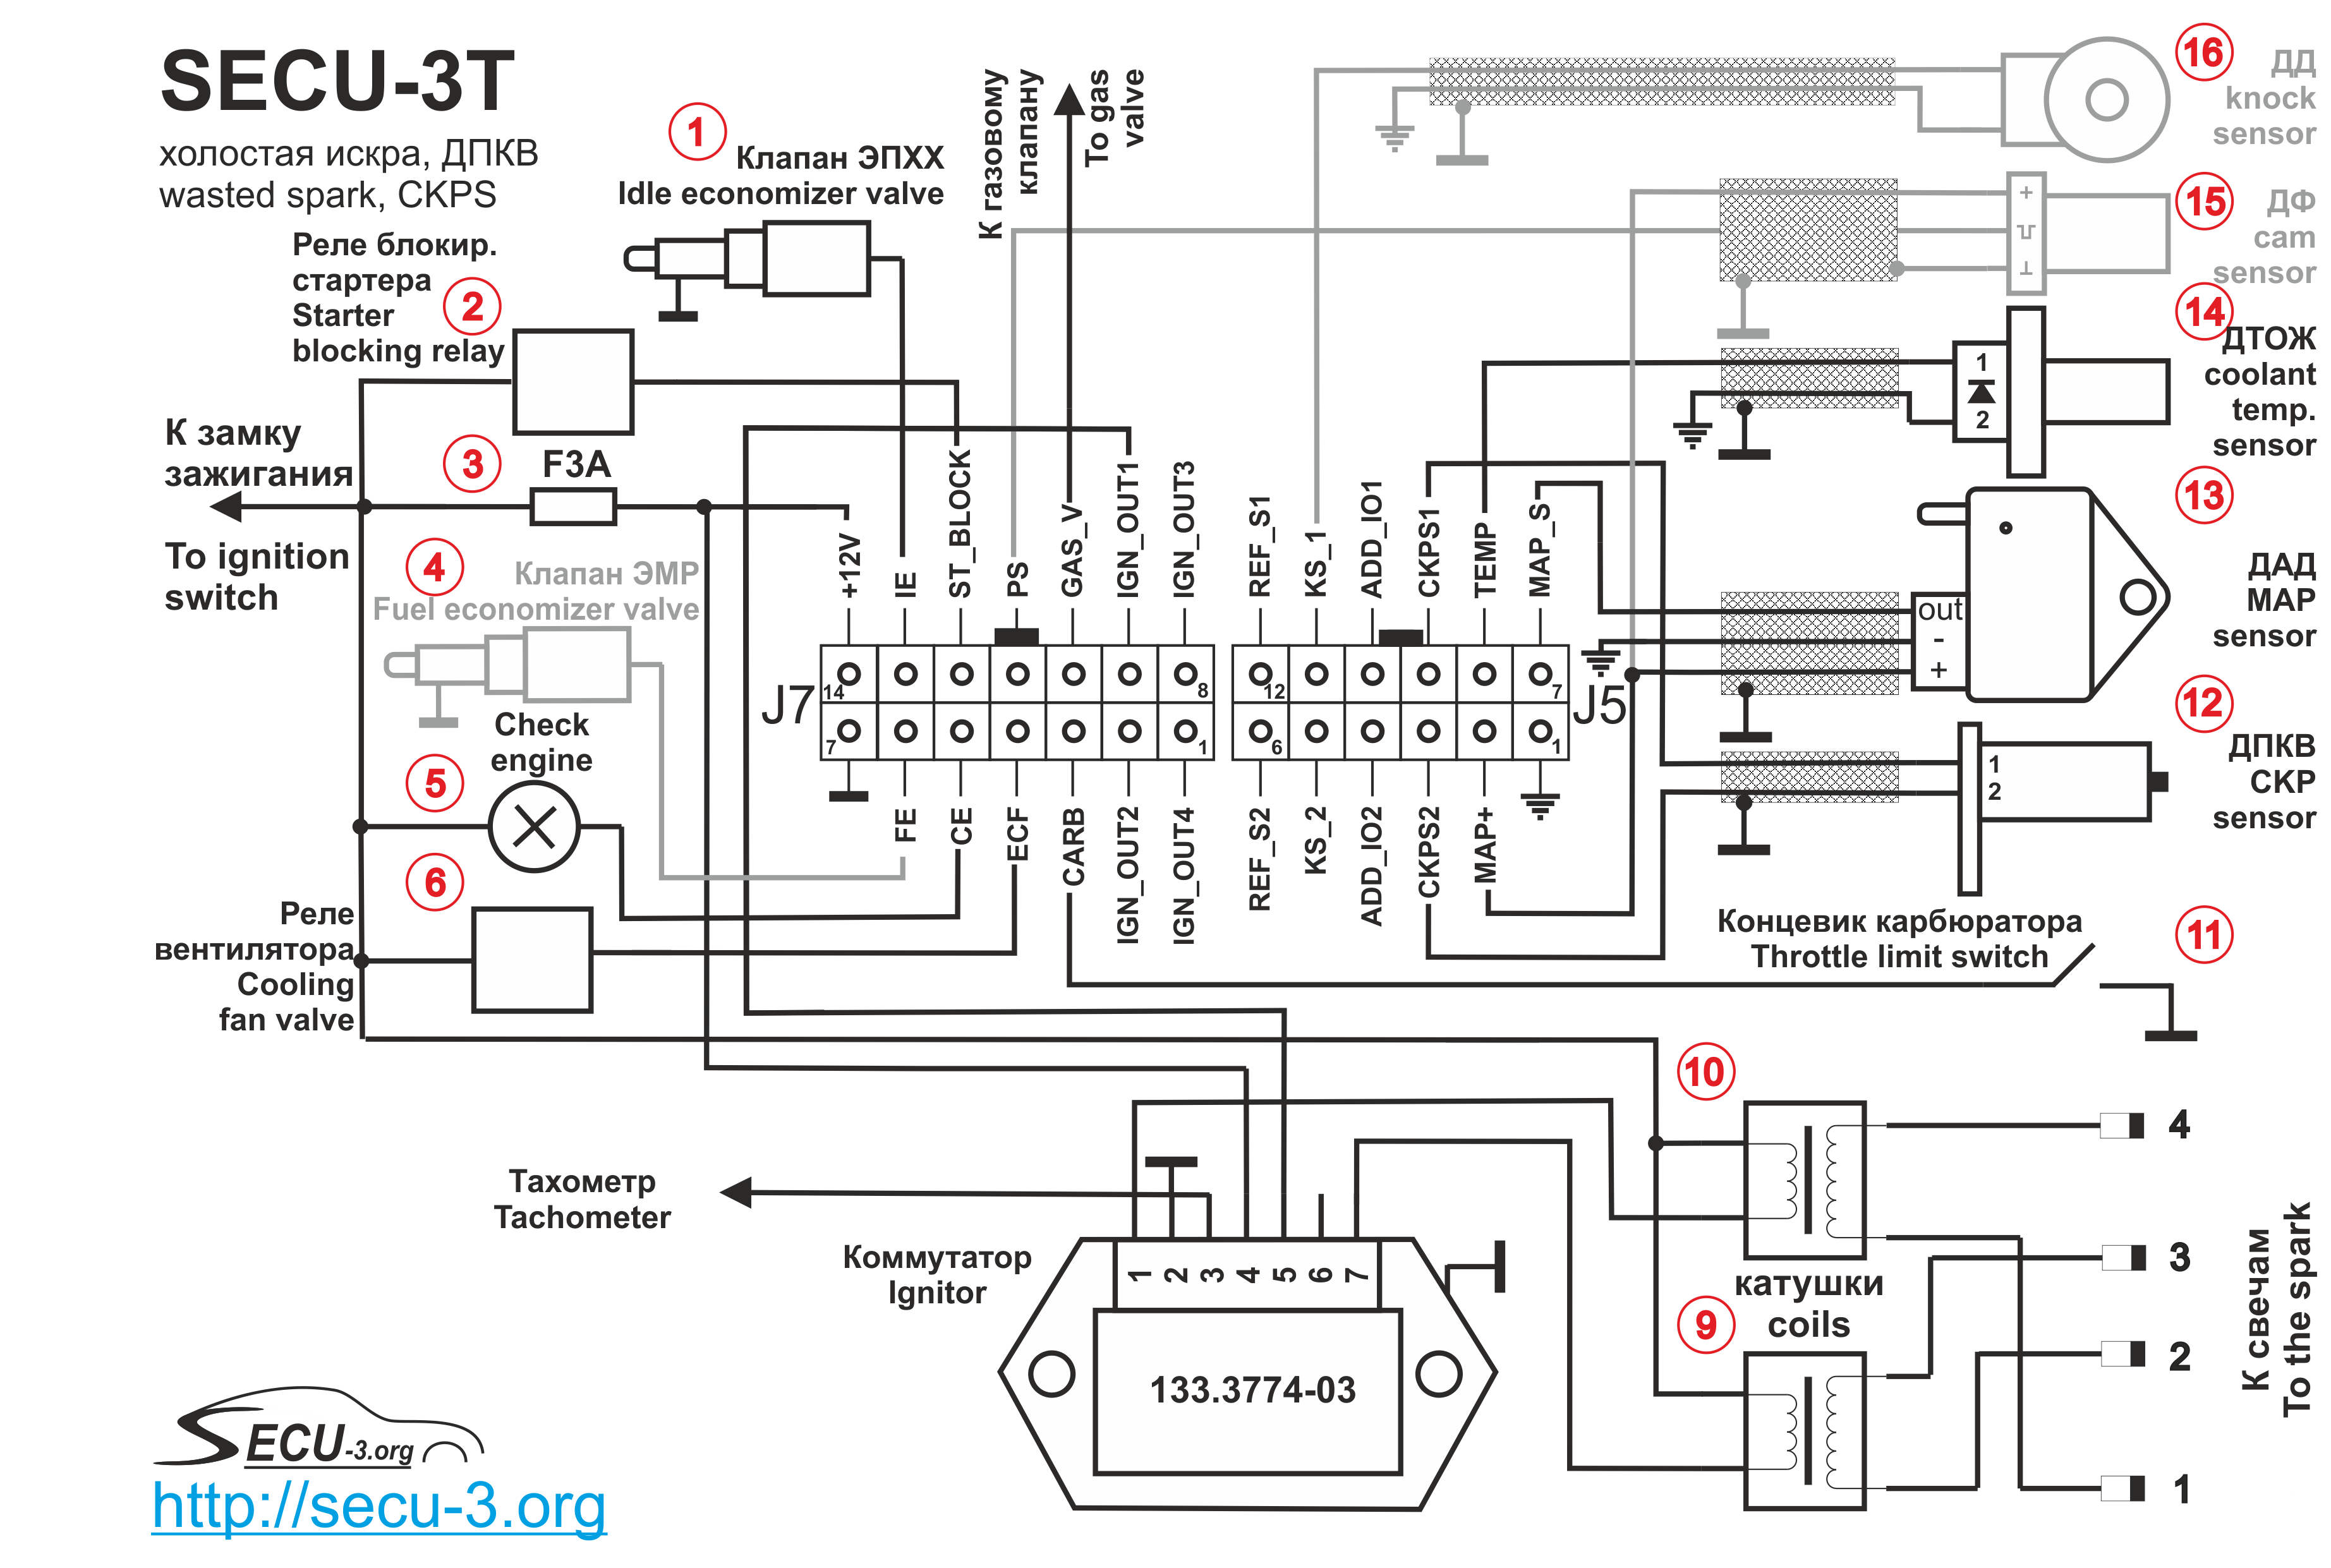 SECU-3T
холостая искра, ДПКВ
wasted spark, CKPS
1
Клапан ЭПХХ
Idle economizer valve
К газовому
клапану
To gas
valve
16
ДД
knock
sensor
15
ДФ
cam
sensor
+
⊥
Реле блокир.
стартера
Starter
blocking relay
2
14
ДТОЖ
coolant
temp.
sensor
1
2
К замку
зажигания
To ignition
switch
3
F3A
4
Клапан ЭМР
Fuel economizer valve
13
ДАД
MAP
sensor
out
-
+
+12V
IE
ST_BLOCK
PS
GAS_V
IGN_OUT1
IGN_OUT3
REF_S1
KS_1
ADD_IO1
CKPS1
TEMP
MAP_S
J7
14
8
7
1
12
7
6
1
J5
FE
CE
ECF
CARB
IGN_OUT2
IGN_OUT4
REF_S2
KS_2
ADD_IO2
CKPS2
MAP+
Check
engine
5
12
ДПКВ
CKP
sensor
1
2
6
Реле
вентилятора
Cooling
fan valve
Концевик карбюратора
Throttle limit switch
11
10
4
3
2
1
К свечам
To the spark
катушки
coils
9
Тахометр
Tachometer
Коммутатор
Ignitor
1
2
3
4
5
6
7
133.3774-03
SECU-3.org
http://secu-3.org